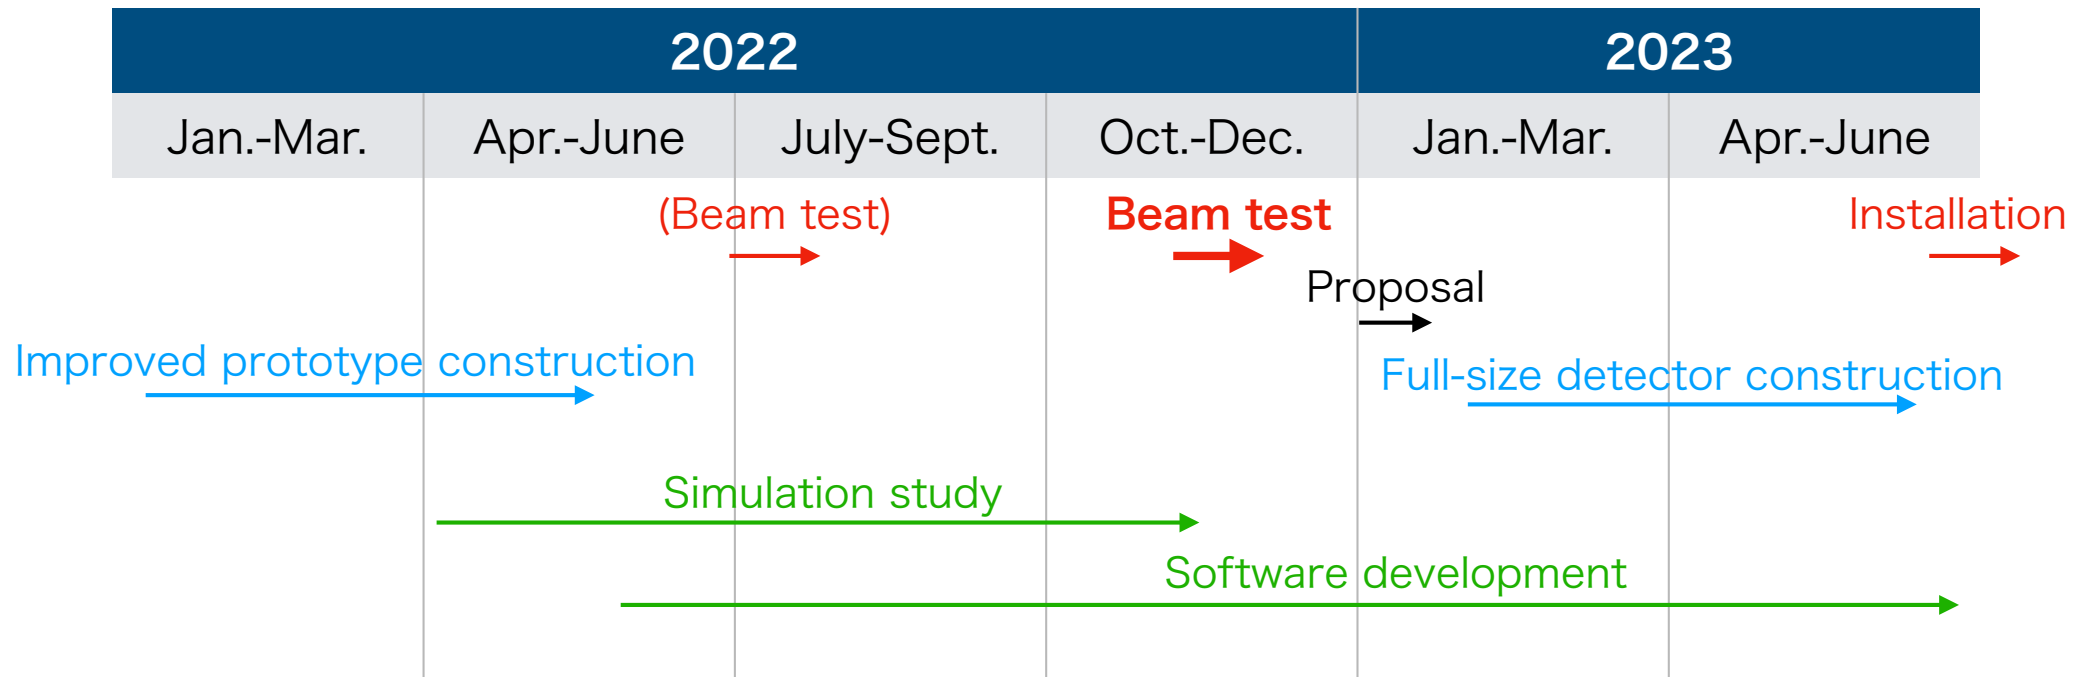 2022 2023
Jan.-Mar. Apr.-June July-Sept. Oct.-Dec. Jan.-Mar. Apr.-June
(Beam test) Beam test Installation
Proposal
Improved prototype construction Full-size detector construction
Simulation study
Software development